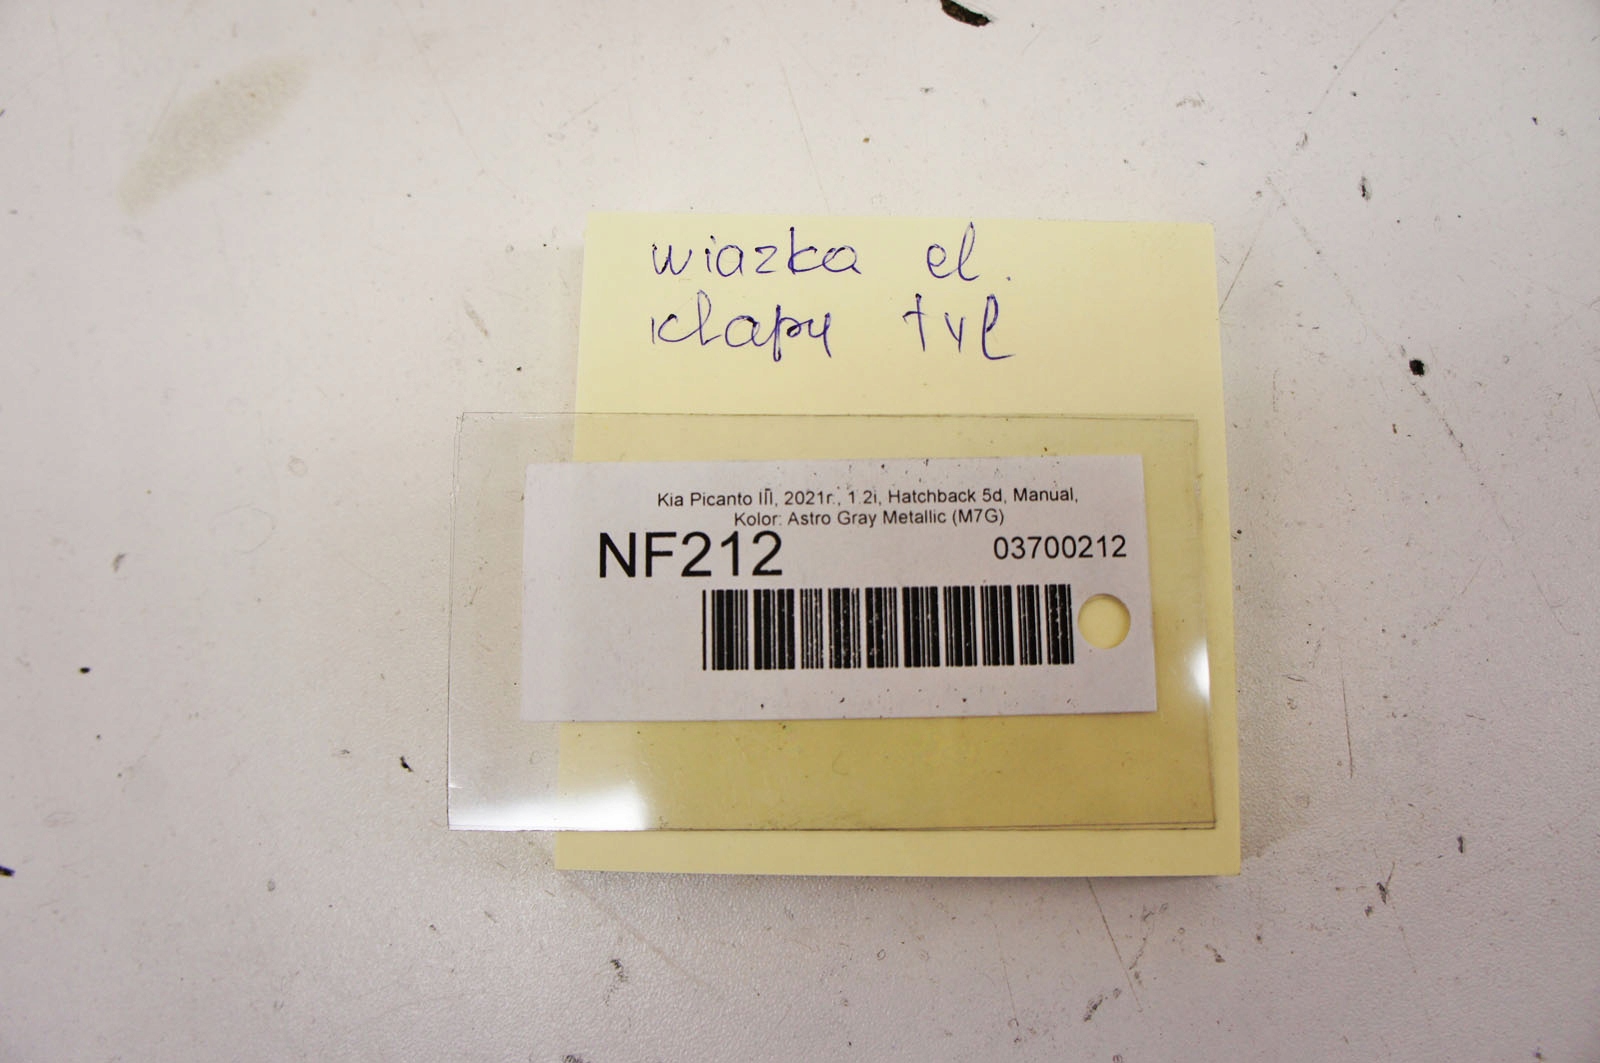 wiazka el.
kłapy tył
Kia Picanto III, 2021r., 1.2i, Hatchback 5d, Manual,
Kolor: Astro Gray Metallic (M7G)
NF212
03700212